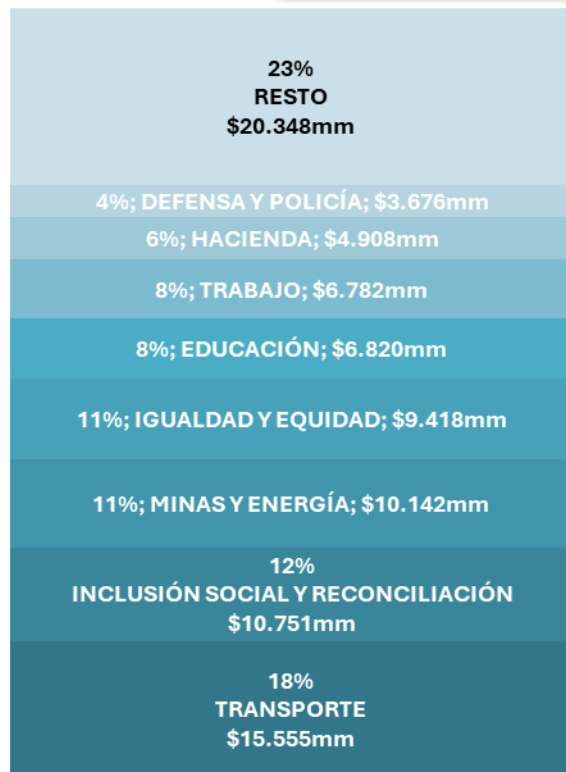 23%
RESTO
$20.348mm
4%; DEFENSA Y POLICÍA; $3.676mm
6%; HACIENDA; $4.908mm
8%; TRABAJO; $6.782mm
8%; EDUCACIÓN; $6.820mm
11%; IGUALDAD Y EQUIDAD; $9.418mm
11%; MINAS Y ENERGÍA; $10.142mm
12%
INCLUSIÓN SOCIAL Y RECONCILIACIÓN
$10.751mm
18%
TRANSPORTE
$15.555mm